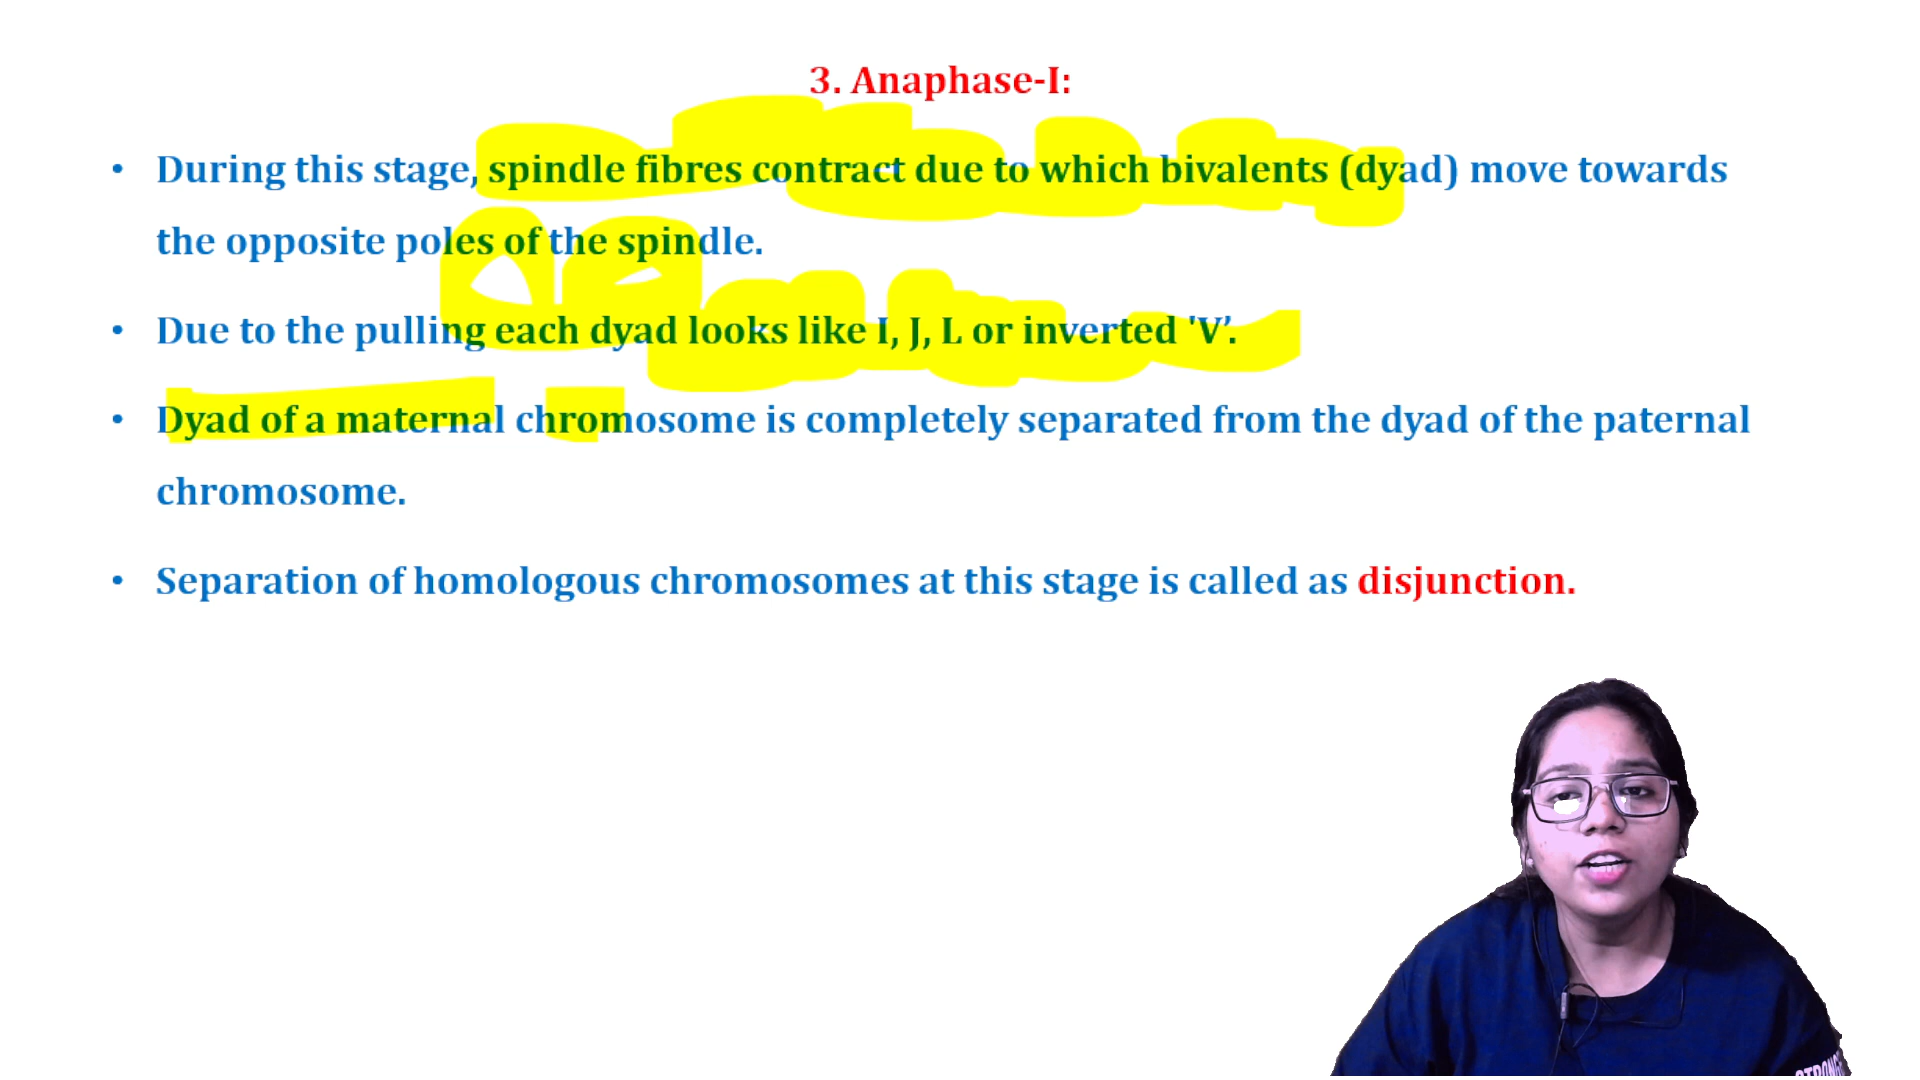 3. Anaphase-I:
• During this stage, spindle fibres contract due to which bivalents (dyad) move towards
the opposite poles of the spindle.
• Due to the pulling each dyad looks like I, J, L or inverted 'V’.
• Dyad of a maternal chromosome is completely separated from the dyad of the paternal
chromosome.
• Separation of homologous chromosomes at this stage is called as disjunction.